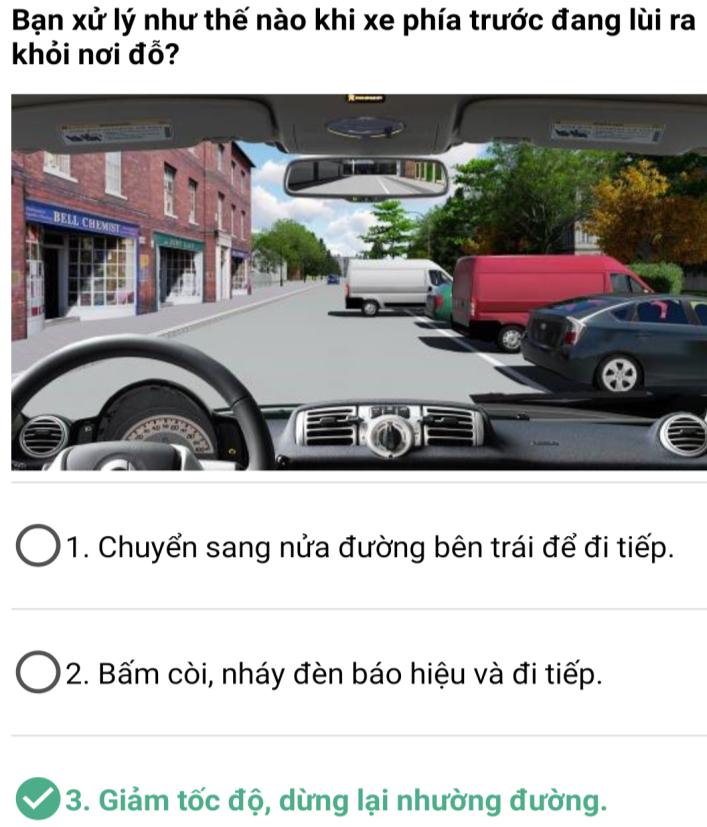 Bạn xử lý như thế nào khi xe phía trước đang lùi ra
khỏi nơi đỗ?
BELL CHEMIST
1. Chuyển sang nửa đường bên trái để đi tiếp.
2. Bấm còi, nháy đèn báo hiệu và đi tiếp.
3. Giảm tốc độ, dừng lại nhường đường.